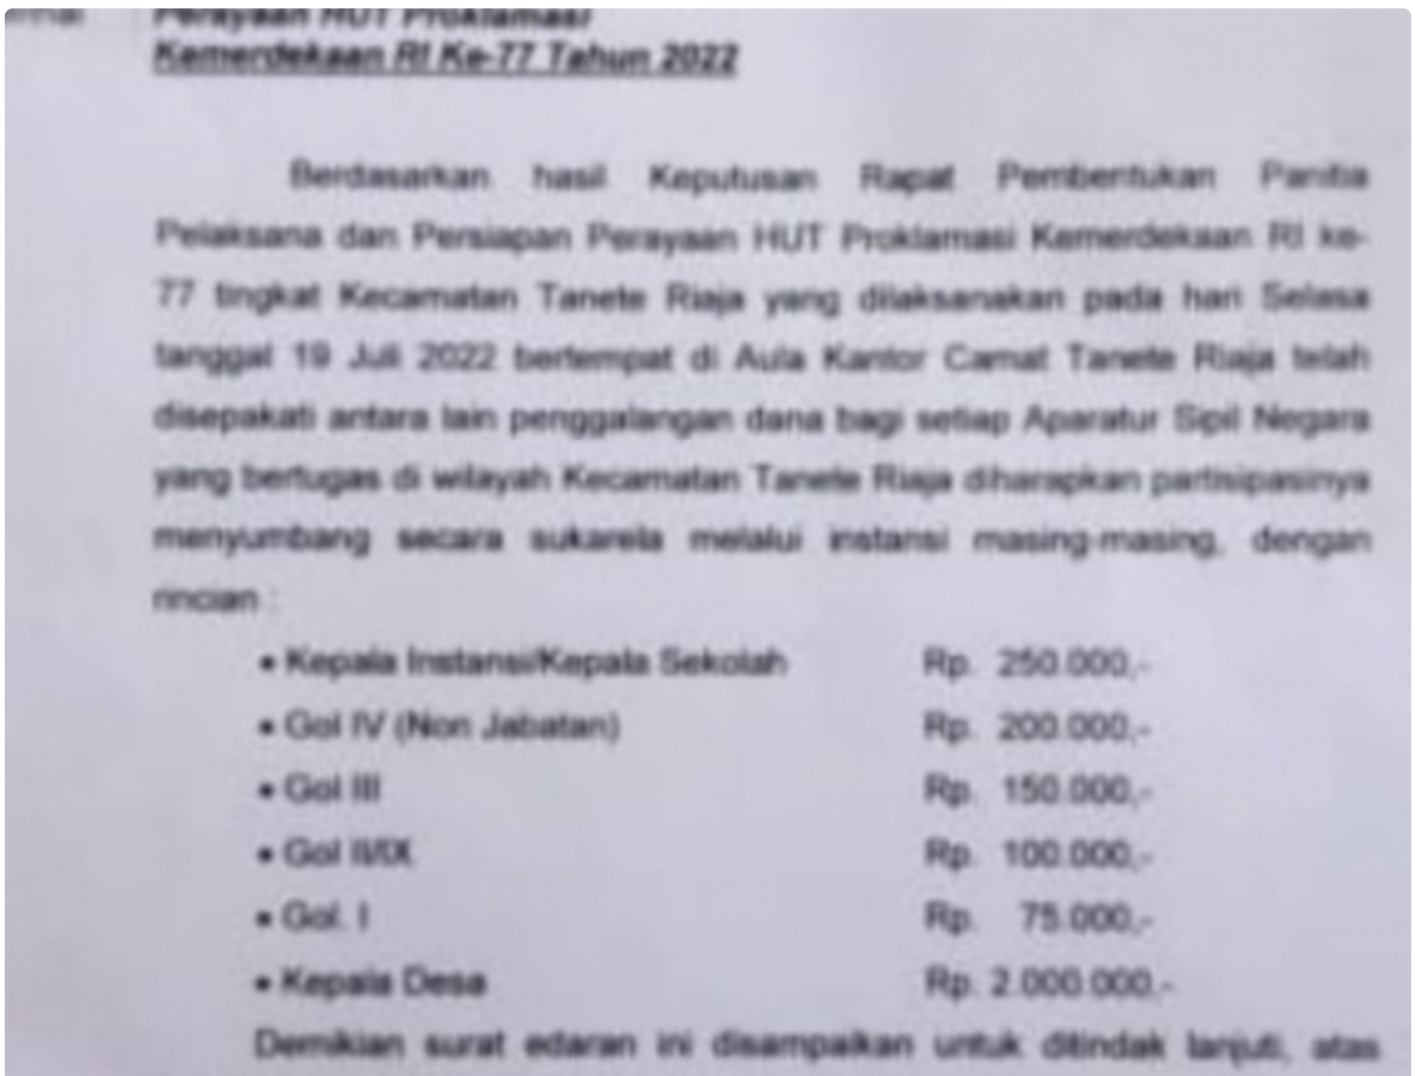 Perayaan HUT Proklamasi
Kemerdekaan RI Ke-77 Tahun 2022
Berdasarkan hasil Keputusan Rapat Pembentukan Panitia
Pelaksana dan Persiapan Perayaan HUT Proklamasi Kemerdekaan RI ke-
77 tingkat Kecamatan Tanete Riaja yang dilaksanakan pada hari Selasa
tanggal 19 Juli 2022 bertempat di Aula Kantor Camat Tanete Riaja telah
disepakati antara lain penggalangan dana bagi setiap Aparatur Sipil Negara
yang bertugas di wilayah Kecamatan Tanete Riaja diharapkan partisipasinya
menyumbang secara sukarela melalui instansi masing-masing, dengan
rincian :
• Kepala Instansi/Kepala Sekolah Rp. 250.000,-
• Gol IV (Non Jabatan) Rp. 200.000,-
• Gol III Rp. 150.000,-
• Gol II/IX Rp. 100.000,-
• Gol. I Rp. 75.000,-
• Kepala Desa Rp. 2.000.000,-
Demikian surat edaran ini disampaikan untuk ditindak lanjuti, atas